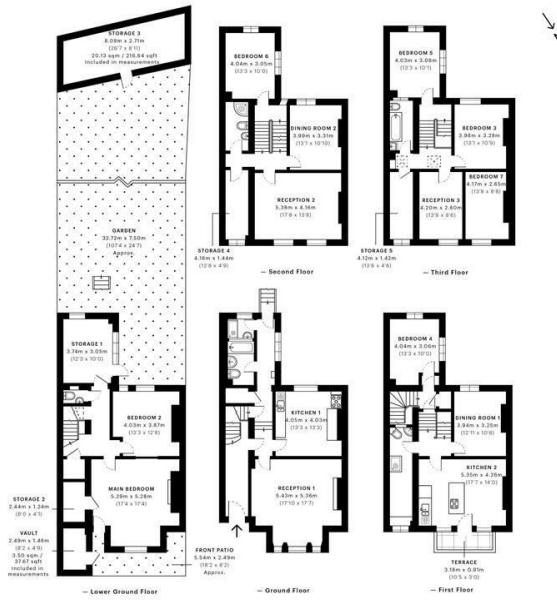 STORAGE 3
8.09m x 2.71m
(26'7 x 8'11)
20.13 sqm / 216.64 sqft
Included in measurements
GARDEN
32.72m x 7.50m
(107'4 x 24'7)
Approx.
STORAGE 1
3.74m x 3.05m
(12'3 x 10'0)
BEDROOM 2
4.03m x 3.87m
(13'3 x 12'8)
MAIN BEDROOM
5.29m x 5.28m
(17'4 x 17'4)
STORAGE 2
2.44m x 1.24m
(8'0 x 4'1)
VAULT
2.49m x 1.46m
(8'2 x 4'9)
3.50 sqm /
37.67 sqft
Included in
measurements
FRONT PATIO
5.54m x 2.49m
(18'2 x 8'2)
Approx.
— Lower Ground Floor
BEDROOM 6
4.04m x 3.05m
(13'3 x 10'0)
DINING ROOM 2
3.99m x 3.31m
(13'1 x 10'10)
RECEPTION 2
5.38m x 4.16m
(17'8 x 13'8)
STORAGE 4
4.16m x 1.44m
(13'8 x 4'9)
— Second Floor
BEDROOM 5
4.03m x 3.08m
(13'3 x 10'1)
BEDROOM 3
3.98m x 3.28m
(13'1 x 10'9)
BEDROOM 7
4.17m x 2.65m
(13'8 x 8'8)
RECEPTION 3
4.20m x 2.60m
(13'9 x 8'6)
STORAGE 5
4.12m x 1.42m
(13'6 x 4'8)
— Third Floor
KITCHEN 1
4.05m x 4.03m
(13'3 x 13'3)
RECEPTION 1
5.43m x 5.36m
(17'10 x 17'7)
— Ground Floor
BEDROOM 4
4.04m x 3.06m
(13'3 x 10'0)
DINING ROOM 1
3.94m x 3.25m
(12'11 x 10'8)
KITCHEN 2
5.35m x 4.26m
(17'7 x 14'0)
TERRACE
3.18m x 0.91m
(10'5 x 3'0)
— First Floor